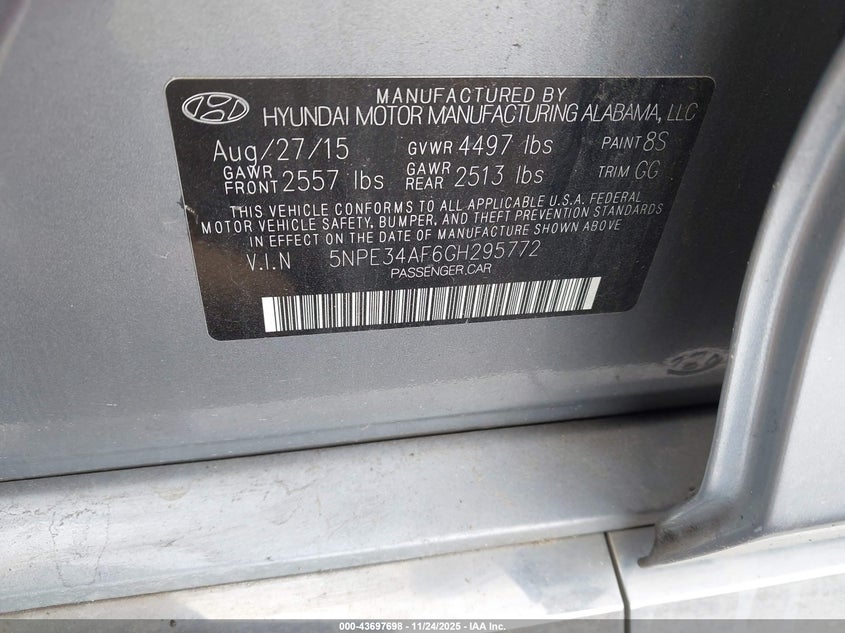 MANUFACTURED BY
HYUNDAI MOTOR MANUFACTURING ALABAMA, LLC
Aug/27/15 GVWR 4497 lbs PAINT 8S
GAWR FRONT 2557 lbs GAWR REAR 2513 lbs TRIM GG
THIS VEHICLE CONFORMS TO ALL APPLICABLE U.S.A. FEDERAL
MOTOR VEHICLE SAFETY, BUMPER, AND THEFT PREVENTION STANDARDS
IN EFFECT ON THE DATE OF MANUFACTURE SHOWN ABOVE
V.I.N 5NPE34AF6GH295772
PASSENGER,CAR
000-43697698 - 11/24/2025 - IAA Inc.